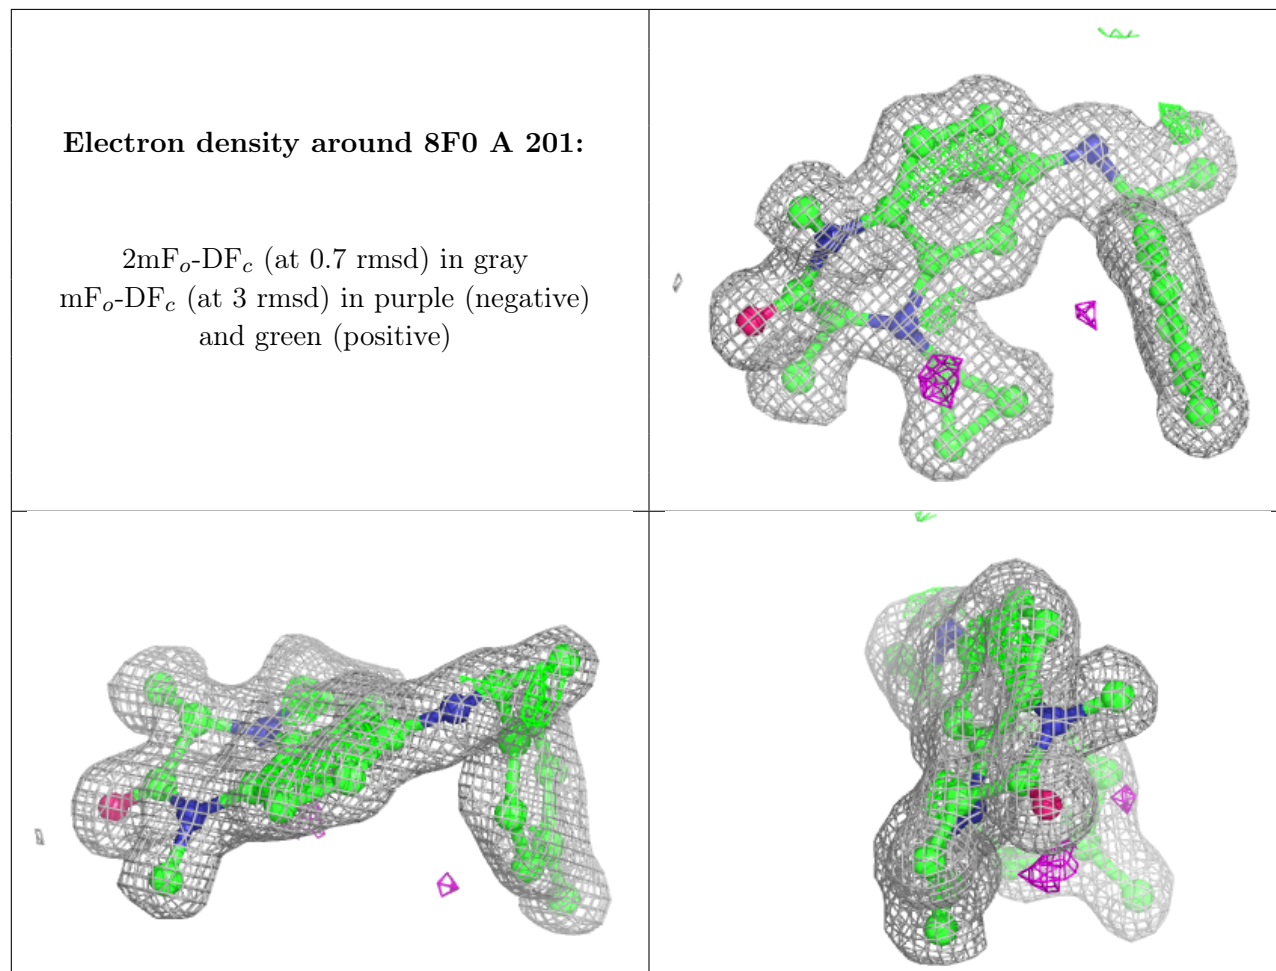 Electron density around 8F0 A 201:
2mFo-DFc (at 0.7 rmsd) in gray
mFo-DFc (at 3 rmsd) in purple (negative)
and green (positive)